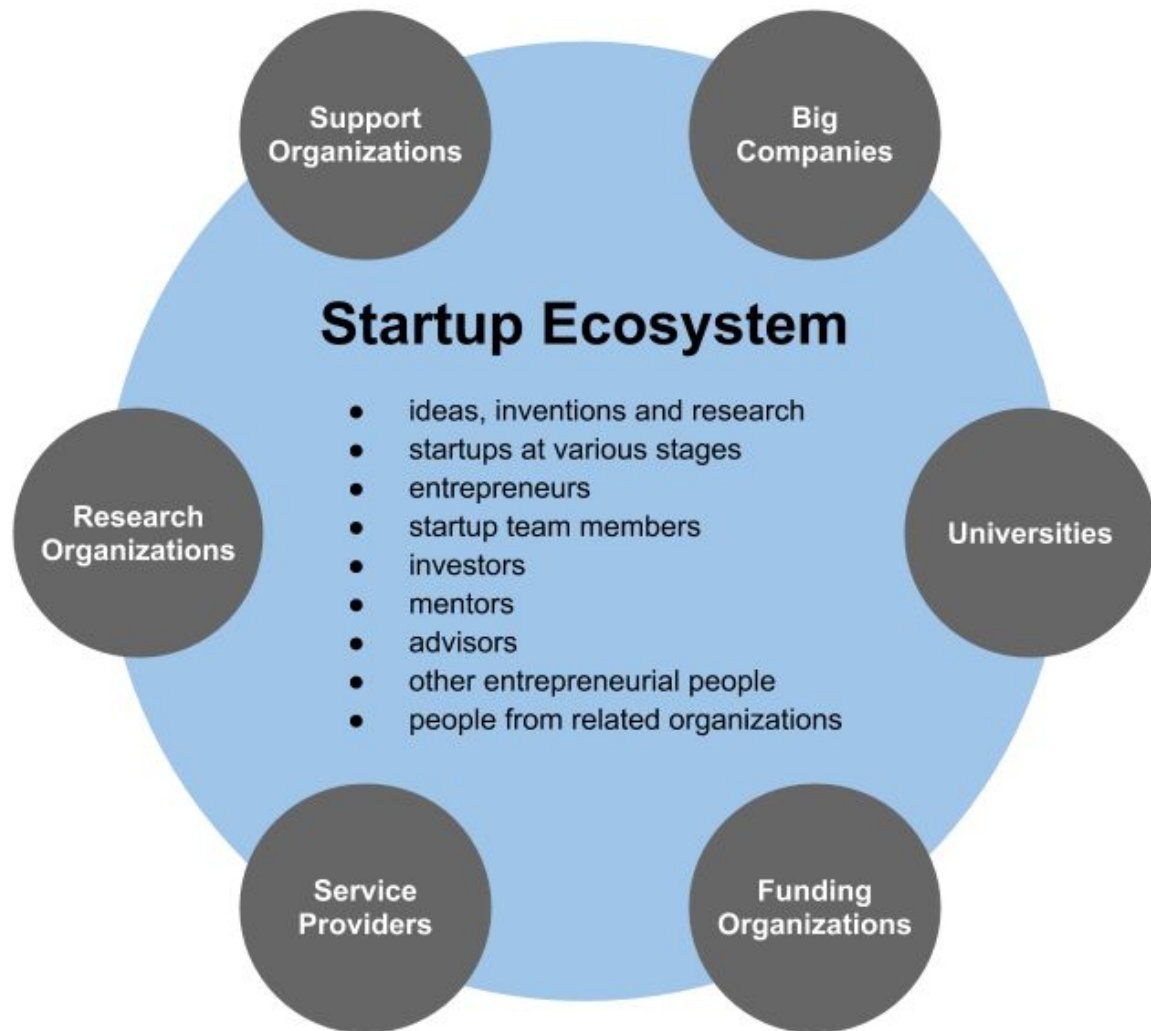 Support
Organizations
Big
Companies
Startup Ecosystem
● ideas, inventions and research
● startups at various stages
● entrepreneurs
● startup team members
● investors
● mentors
● advisors
● other entrepreneurial people
● people from related organizations
Research
Organizations
Universities
Service
Providers
Funding
Organizations